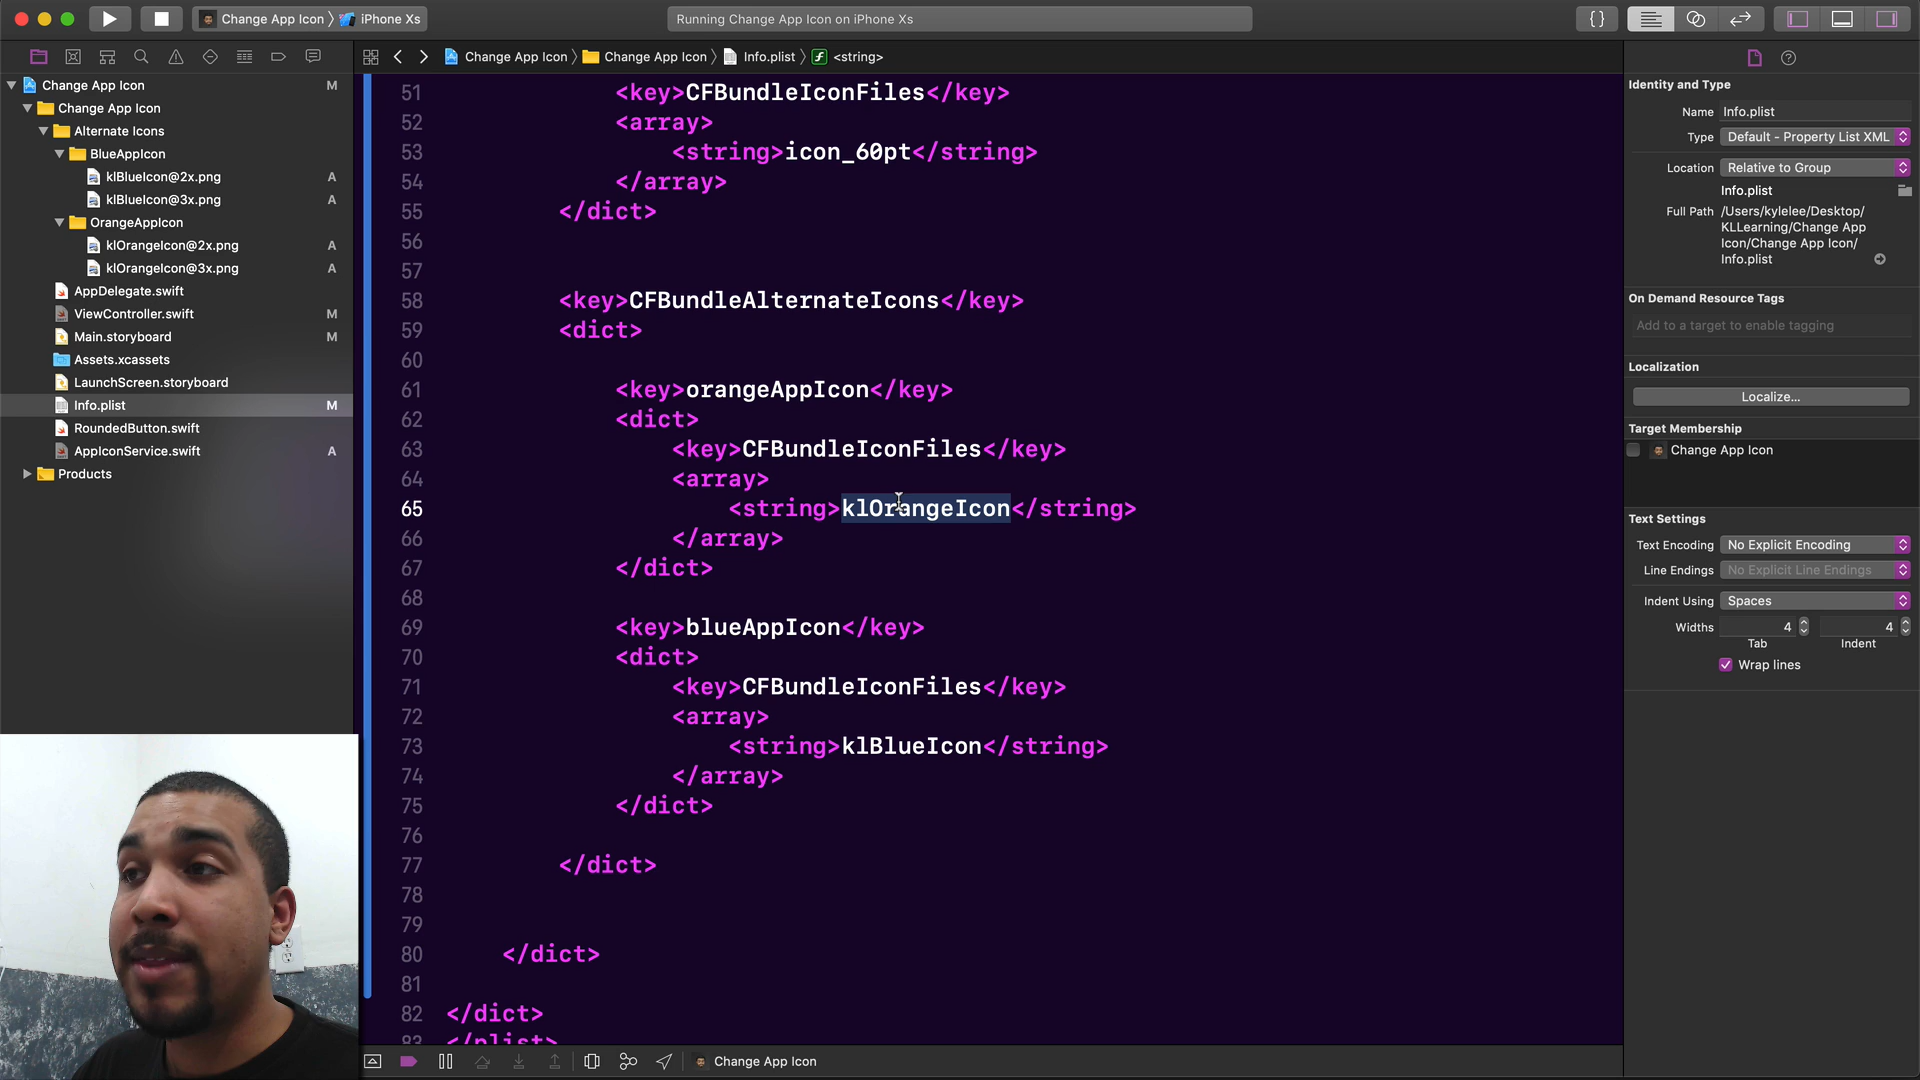 Change App Icon
iPhone Xs
Running Change App Icon on iPhone Xs
{}
Change App Icon
Change App Icon
Info.plist
<string>
Change App Icon M
Change App Icon
Alternate Icons
BlueAppIcon
klBlueIcon@2x.png A
klBlueIcon@3x.png A
OrangeAppIcon
klOrangeIcon@2x.png A
klOrangeIcon@3x.png A
AppDelegate.swift
ViewController.swift M
Main.storyboard M
Assets.xcassets
LaunchScreen.storyboard
Info.plist M
RoundedButton.swift
AppIconService.swift A
Products
51 <key>CFBundleIconFiles</key>
52 <array>
53 <string>icon_60pt</string>
54 </array>
55 </dict>
56
57
58 <key>CFBundleAlternateIcons</key>
59 <dict>
60
61 <key>orangeAppIcon</key>
62 <dict>
63 <key>CFBundleIconFiles</key>
64 <array>
65 <string>klOrangeIcon</string>
66 </array>
67 </dict>
68
69 <key>blueAppIcon</key>
70 <dict>
71 <key>CFBundleIconFiles</key>
72 <array>
73 <string>klBlueIcon</string>
74 </array>
75 </dict>
76
77 </dict>
78
79
80 </dict>
81
82 </dict>
83 </plist>
Change App Icon
Identity and Type
Name Info.plist
Type Default - Property List XML
Location Relative to Group
Info.plist
Full Path /Users/kylelee/Desktop/
KLLearning/Change App
Icon/Change App Icon/
Info.plist
On Demand Resource Tags
Add to a target to enable tagging
Localization
Localize...
Target Membership
Change App Icon
Text Settings
Text Encoding No Explicit Encoding
Line Endings No Explicit Line Endings
Indent Using Spaces
Widths 4 4
Tab Indent
Wrap lines